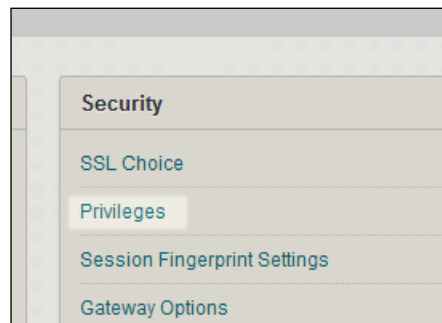 Security
SSL Choice
Privileges
Session Fingerprint Settings
Gateway Options